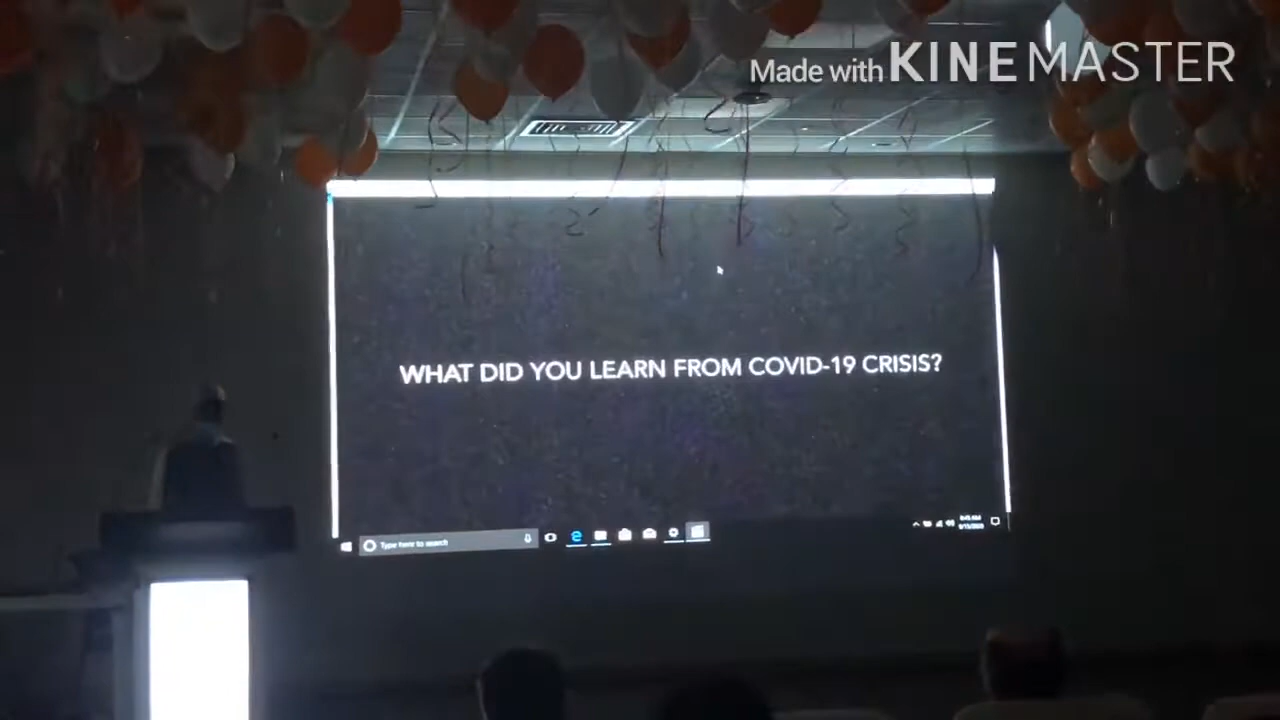 Made with KINEMASTER
WHAT DID YOU LEARN FROM COVID-19 CRISIS?
Type here to search